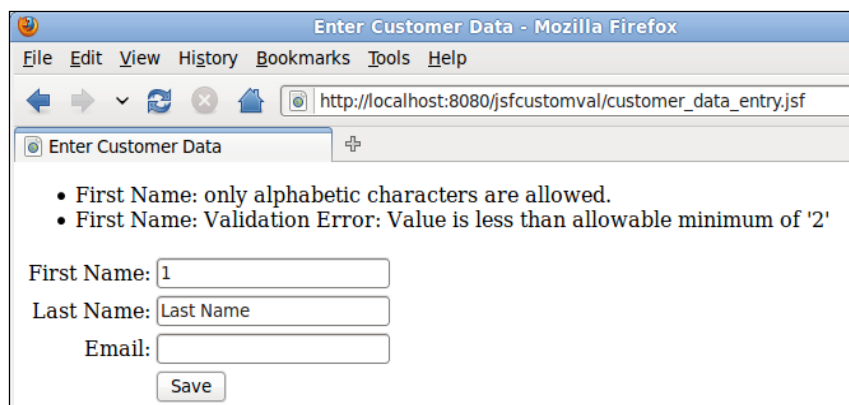 Enter Customer Data - Mozilla Firefox
File Edit View History Bookmarks Tools Help
http://localhost:8080/jsfcustomval/customer_data_entry.jsf
Enter Customer Data
• First Name: only alphabetic characters are allowed.
• First Name: Validation Error: Value is less than allowable minimum of '2'
First Name: 1
Last Name: Last Name
Email:
Save